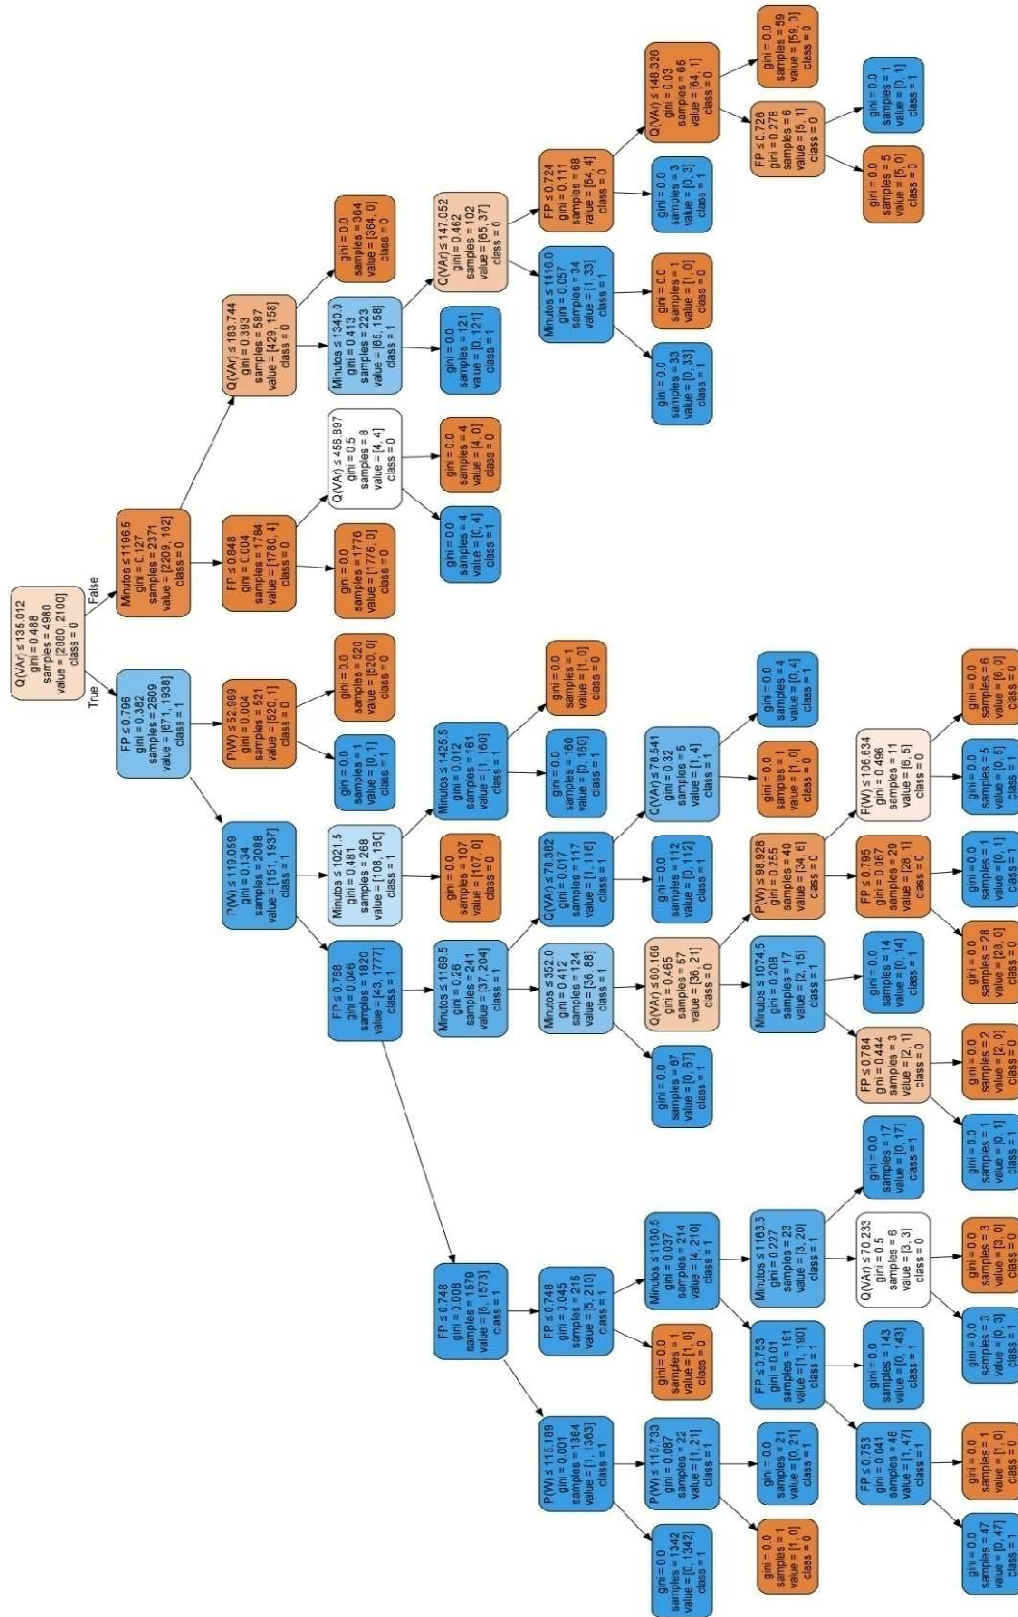 Q(VAr) ≤ 135.012
gini = 0.488
samples = 4980
value = [2880, 2100]
class = 0
True
False
FP ≤ 0.796
gini = 0.382
samples = 2609
value = [671, 1938]
class = 1
Minutos ≤ 1196.5
gini = 0.127
samples = 2371
value = [2209, 162]
class = 0
P(W) ≤ 119.059
gini = 0.134
samples = 2088
value = [151, 1937]
class = 1
P(W) ≤ 52.969
gini = 0.004
samples = 521
value = [520, 1]
class = 0
FP ≤ 0.848
gini = 0.004
samples = 1784
value = [1780, 4]
class = 0
Q(VAr) ≤ 183.744
gini = 0.393
samples = 587
value = [429, 158]
class = 0
FP ≤ 0.768
gini = 0.046
samples = 1820
value = [43, 1777]
class = 1
Minutos ≤ 1021.5
gini = 0.481
samples = 268
value = [108, 160]
class = 1
gini = 0.0
samples = 1
value = [0, 1]
class = 1
gini = 0.0
samples = 520
value = [520, 0]
class = 0
gini = 0.0
samples = 1776
value = [1776, 0]
class = 0
Q(VAr) ≤ 456.897
gini = 0.5
samples = 8
value = [4, 4]
class = 0
Minutos ≤ 1340.0
gini = 0.413
samples = 223
value = [65, 158]
class = 1
gini = 0.0
samples = 364
value = [364, 0]
class = 0
FP ≤ 0.748
gini = 0.008
samples = 1579
value = [6, 1573]
class = 1
Minutos ≤ 1169.5
gini = 0.26
samples = 241
value = [37, 204]
class = 1
gini = 0.0
samples = 107
value = [107, 0]
class = 0
Minutos ≤ 1425.5
gini = 0.012
samples = 161
value = [1, 160]
class = 1
gini = 0.0
samples = 4
value = [0, 4]
class = 1
gini = 0.0
samples = 4
value = [4, 0]
class = 0
gini = 0.0
samples = 121
value = [0, 121]
class = 1
Q(VAr) ≤ 147.052
gini = 0.462
samples = 102
value = [65, 37]
class = 0
P(W) ≤ 115.189
gini = 0.001
samples = 1364
value = [1, 1363]
class = 1
FP ≤ 0.748
gini = 0.045
samples = 215
value = [5, 210]
class = 1
Minutos ≤ 352.0
gini = 0.412
samples = 124
value = [36, 88]
class = 1
Q(VAr) ≤ 78.382
gini = 0.017
samples = 117
value = [1, 116]
class = 1
gini = 0.0
samples = 160
value = [0, 160]
class = 1
gini = 0.0
samples = 1
value = [1, 0]
class = 0
Minutos ≤ 1416.0
gini = 0.057
samples = 34
value = [1, 33]
class = 1
FP ≤ 0.724
gini = 0.111
samples = 68
value = [64, 4]
class = 0
gini = 0.0
samples = 1342
value = [0, 1342]
class = 1
P(W) ≤ 115.733
gini = 0.087
samples = 22
value = [1, 21]
class = 1
gini = 0.0
samples = 1
value = [1, 0]
class = 0
Minutos ≤ 1160.5
gini = 0.037
samples = 214
value = [4, 210]
class = 1
gini = 0.0
samples = 67
value = [0, 67]
class = 1
Q(VAr) ≤ 60.166
gini = 0.465
samples = 57
value = [36, 21]
class = 0
gini = 0.0
samples = 112
value = [0, 112]
class = 1
Q(VAr) ≤ 78.541
gini = 0.32
samples = 5
value = [1, 4]
class = 1
gini = 0.0
samples = 33
value = [0, 33]
class = 1
gini = 0.0
samples = 1
value = [1, 0]
class = 0
gini = 0.0
samples = 3
value = [0, 3]
class = 1
Q(VAr) ≤ 148.326
gini = 0.03
samples = 65
value = [64, 1]
class = 0
gini = 0.0
samples = 1
value = [1, 0]
class = 0
gini = 0.0
samples = 21
value = [0, 21]
class = 1
FP ≤ 0.753
gini = 0.01
samples = 191
value = [1, 190]
class = 1
Minutos ≤ 1163.5
gini = 0.227
samples = 23
value = [3, 20]
class = 1
Minutos ≤ 1074.5
gini = 0.208
samples = 17
value = [2, 15]
class = 1
P(W) ≤ 98.928
gini = 0.255
samples = 40
value = [34, 6]
class = 0
gini = 0.0
samples = 1
value = [1, 0]
class = 0
gini = 0.0
samples = 4
value = [0, 4]
class = 1
FP ≤ 0.726
gini = 0.278
samples = 6
value = [5, 1]
class = 0
gini = 0.0
samples = 59
value = [59, 0]
class = 0
FP ≤ 0.753
gini = 0.041
samples = 48
value = [1, 47]
class = 1
gini = 0.0
samples = 143
value = [0, 143]
class = 1
Q(VAr) ≤ 70.233
gini = 0.5
samples = 6
value = [3, 3]
class = 0
gini = 0.0
samples = 17
value = [0, 17]
class = 1
FP ≤ 0.784
gini = 0.444
samples = 3
value = [2, 1]
class = 0
gini = 0.0
samples = 14
value = [0, 14]
class = 1
FP ≤ 0.795
gini = 0.067
samples = 29
value = [28, 1]
class = 0
P(W) ≤ 106.634
gini = 0.496
samples = 11
value = [6, 5]
class = 0
gini = 0.0
samples = 5
value = [5, 0]
class = 0
gini = 0.0
samples = 1
value = [0, 1]
class = 1
gini = 0.0
samples = 47
value = [0, 47]
class = 1
gini = 0.0
samples = 1
value = [1, 0]
class = 0
gini = 0.0
samples = 3
value = [0, 3]
class = 1
gini = 0.0
samples = 3
value = [3, 0]
class = 0
gini = 0.0
samples = 1
value = [0, 1]
class = 1
gini = 0.0
samples = 2
value = [2, 0]
class = 0
gini = 0.0
samples = 28
value = [28, 0]
class = 0
gini = 0.0
samples = 1
value = [0, 1]
class = 1
gini = 0.0
samples = 5
value = [0, 5]
class = 1
gini = 0.0
samples = 6
value = [6, 0]
class = 0